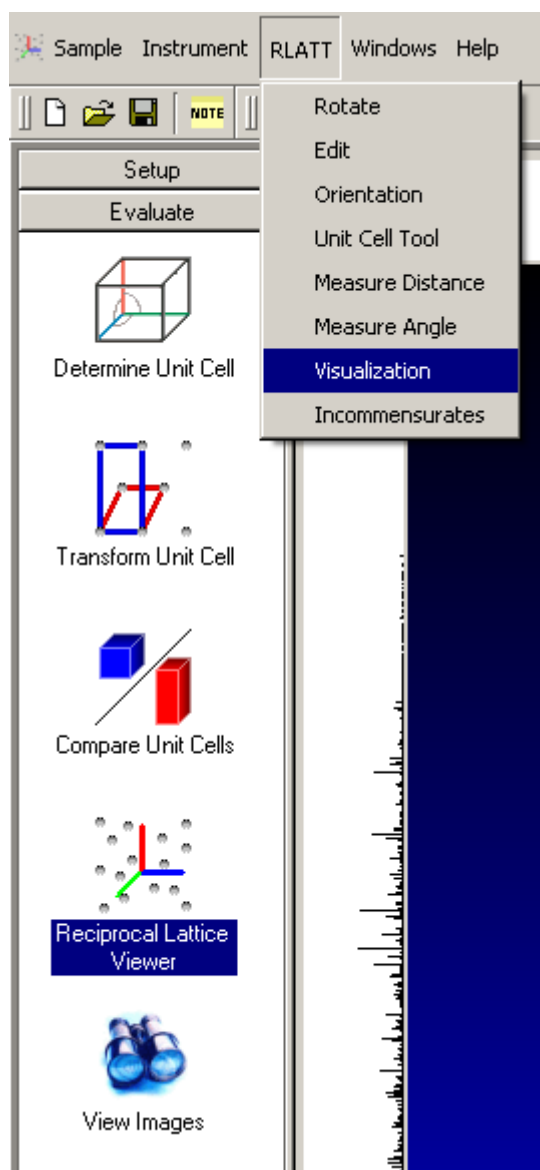 Sample Instrument RLATT Windows Help
NOTE
Rotate
Edit
Orientation
Unit Cell Tool
Measure Distance
Measure Angle
Visualization
Incommensurates
Setup
Evaluate
Determine Unit Cell
Transform Unit Cell
Compare Unit Cells
Reciprocal Lattice
Viewer
View Images